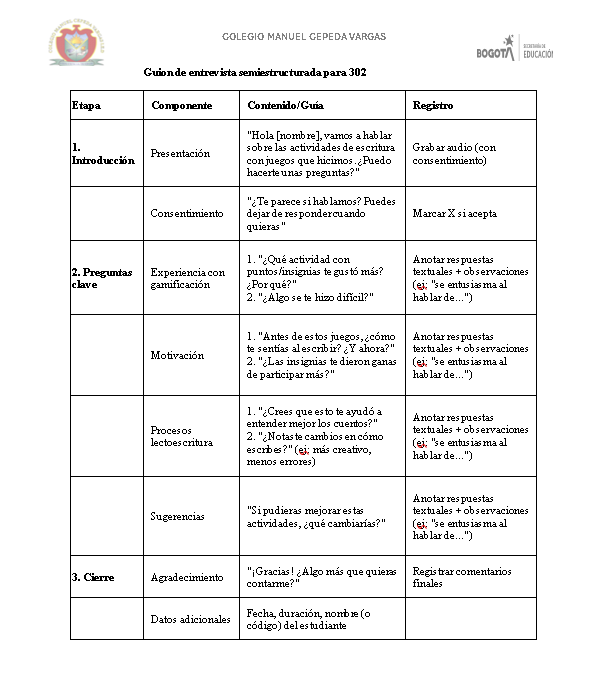 COLEGIO MANUEL CEPEDA VARGAS
BOGOTÁ
SECRETARÍA DE
EDUCACIÓN
Guion de entrevista semiestructurada para 302
Etapa Componente Contenido/Guía Registro
1. Introducción Presentación "Hola [nombre], vamos a hablar sobre las actividades de escritura con juegos que hicimos. ¿Puedo hacerte unas preguntas?" Grabar audio (con consentimiento)
Consentimiento "¿Te parece si hablamos? Puedes dejar de responder cuando quieras" Marcar X si acepta
2. Preguntas clave Experiencia con gamificación 1. "¿Qué actividad con puntos/insignias te gustó más? ¿Por qué?" 2. "¿Algo se te hizo difícil?" Anotar respuestas textuales + observaciones (ej: "se entusiasma al hablar de...")
Motivación 1. "Antes de estos juegos, ¿cómo te sentías al escribir? ¿Y ahora?" 2. "¿Las insignias te dieron ganas de participar más?" Anotar respuestas textuales + observaciones (ej: "se entusiasma al hablar de...")
Procesos lectoescritura 1. "¿Crees que esto te ayudó a entender mejor los cuentos?" 2. "¿Notaste cambios en cómo escribes?" (ej: más creativo, menos errores) Anotar respuestas textuales + observaciones (ej: "se entusiasma al hablar de...")
Sugerencias "Si pudieras mejorar estas actividades, ¿qué cambiarías?" Anotar respuestas textuales + observaciones (ej: "se entusiasma al hablar de...")
3. Cierre Agradecimiento "¡Gracias! ¿Algo más que quieras contarme?" Registrar comentarios finales
Datos adicionales Fecha, duración, nombre (o código) del estudiante